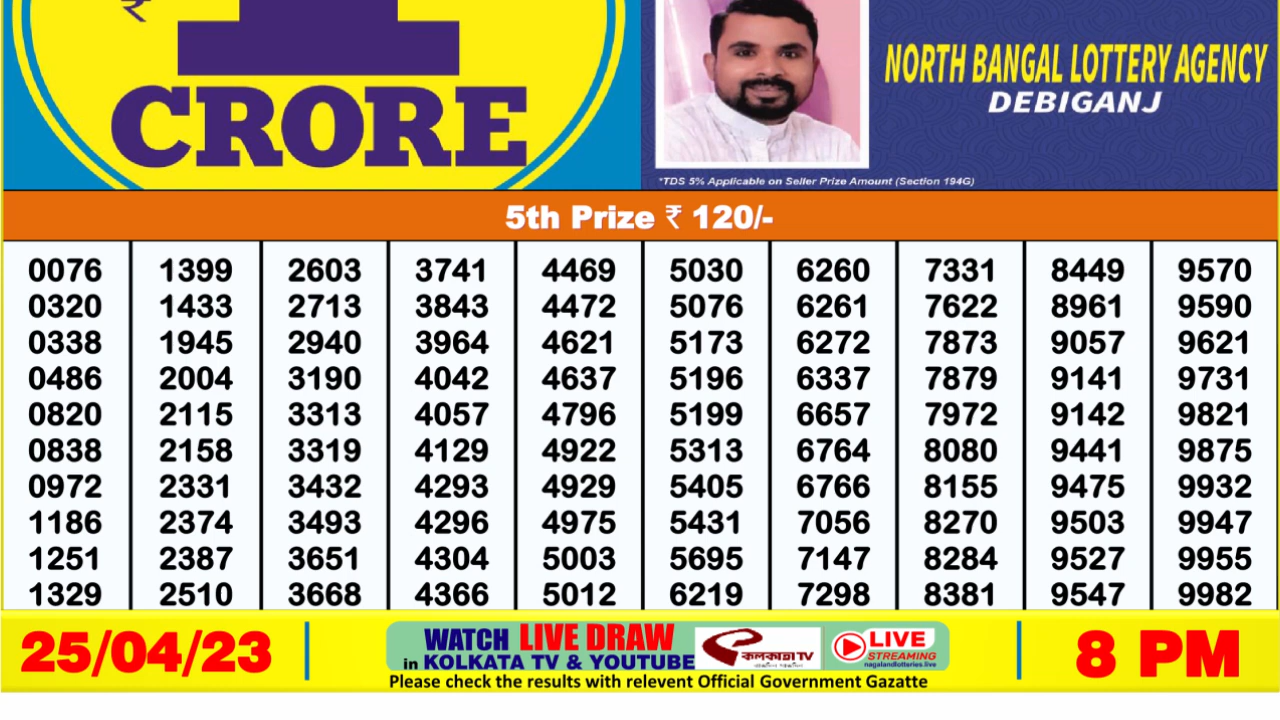 ₹ 1
CRORE
NORTH BANGAL LOTTERY AGENCY
DEBIGANJ
*TDS 5% Applicable on Seller Prize Amount (Section 194G)
5th Prize ₹ 120/-
0076 1399 2603 3741 4469 5030 6260 7331 8449 9570
0320 1433 2713 3843 4472 5076 6261 7622 8961 9590
0338 1945 2940 3964 4621 5173 6272 7873 9057 9621
0486 2004 3190 4042 4637 5196 6337 7879 9141 9731
0820 2115 3313 4057 4796 5199 6657 7972 9142 9821
0838 2158 3319 4129 4922 5313 6764 8080 9441 9875
0972 2331 3432 4293 4929 5405 6766 8155 9475 9932
1186 2374 3493 4296 4975 5431 7056 8270 9503 9947
1251 2387 3651 4304 5003 5695 7147 8284 9527 9955
1329 2510 3668 4366 5012 6219 7298 8381 9547 9982
25/04/23
WATCH LIVE DRAW
in KOLKATA TV & YOUTUBE
কলকাতা TV
LIVE
STREAMING
nagalandlotteries.live
8 PM
Please check the results with relevent Official Government Gazatte